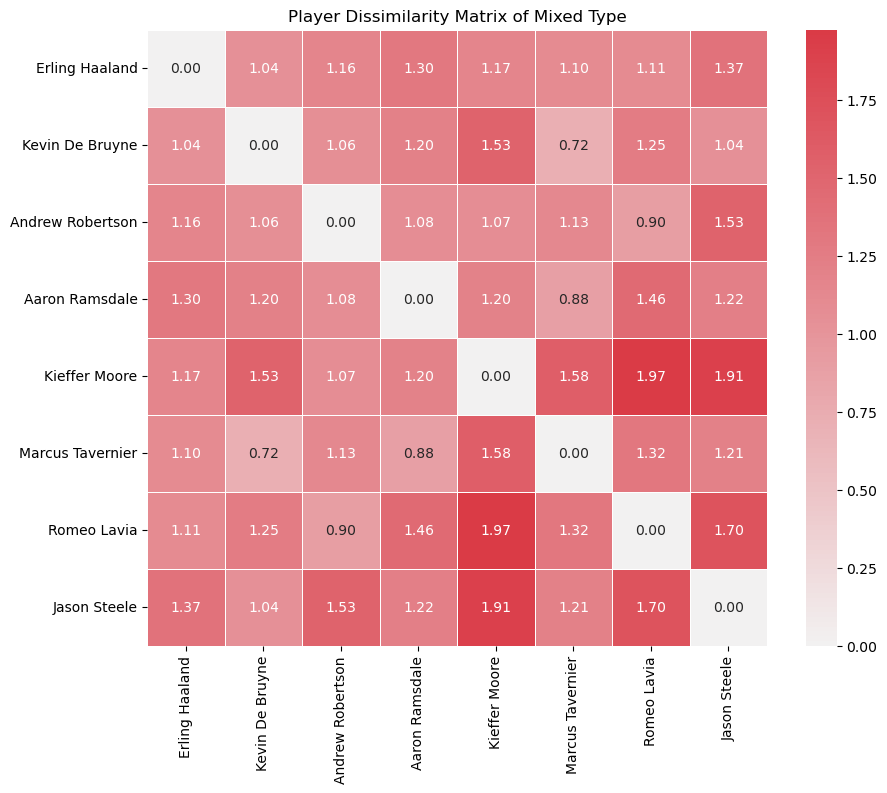 Player Dissimilarity Matrix of Mixed Type
Erling Haaland 0.00 1.04 1.16 1.30 1.17 1.10 1.11 1.37
Kevin De Bruyne 1.04 0.00 1.06 1.20 1.53 0.72 1.25 1.04
Andrew Robertson 1.16 1.06 0.00 1.08 1.07 1.13 0.90 1.53
Aaron Ramsdale 1.30 1.20 1.08 0.00 1.20 0.88 1.46 1.22
Kieffer Moore 1.17 1.53 1.07 1.20 0.00 1.58 1.97 1.91
Marcus Tavernier 1.10 0.72 1.13 0.88 1.58 0.00 1.32 1.21
Romeo Lavia 1.11 1.25 0.90 1.46 1.97 1.32 0.00 1.70
Jason Steele 1.37 1.04 1.53 1.22 1.91 1.21 1.70 0.00
Erling Haaland
Kevin De Bruyne
Andrew Robertson
Aaron Ramsdale
Kieffer Moore
Marcus Tavernier
Romeo Lavia
Jason Steele
1.75
1.50
1.25
1.00
0.75
0.50
0.25
0.00